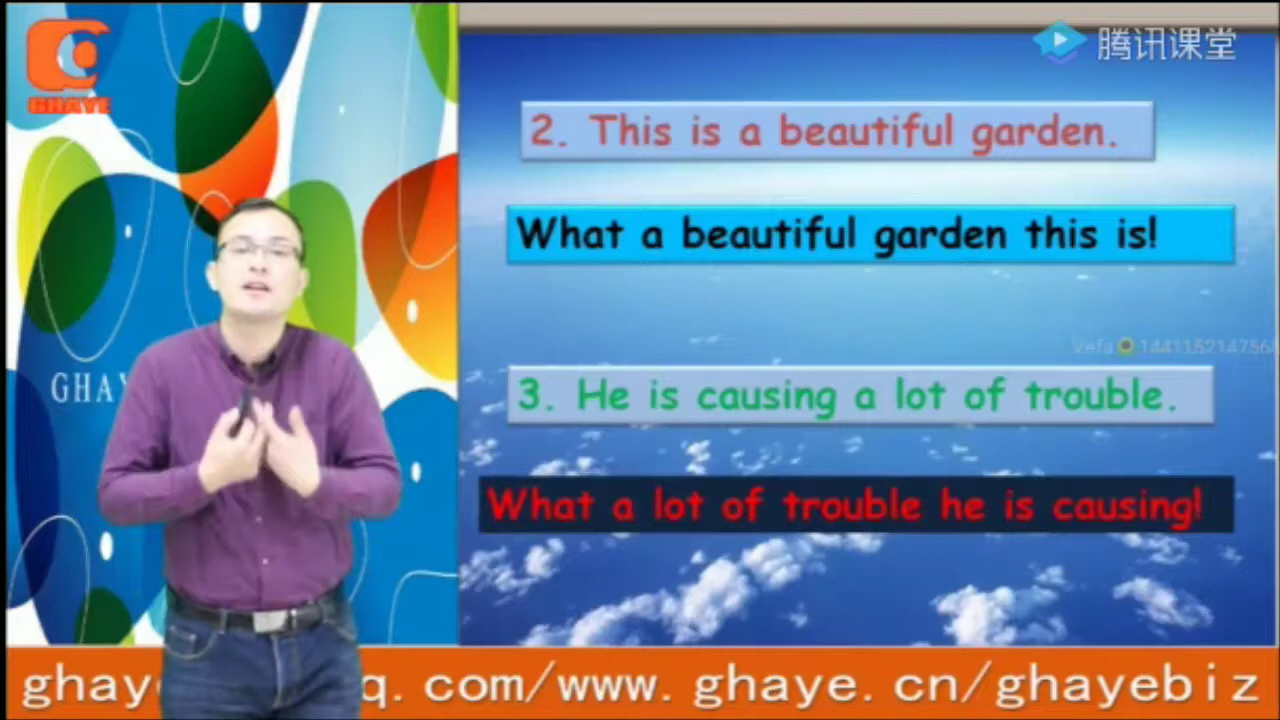 GHAYE
腾讯课堂
2. This is a beautiful garden.
What a beautiful garden this is!
GHAY
3. He is causing a lot of trouble.
What a lot of trouble he is causing!
q.com/www.ghaye.cn/ghayebiz